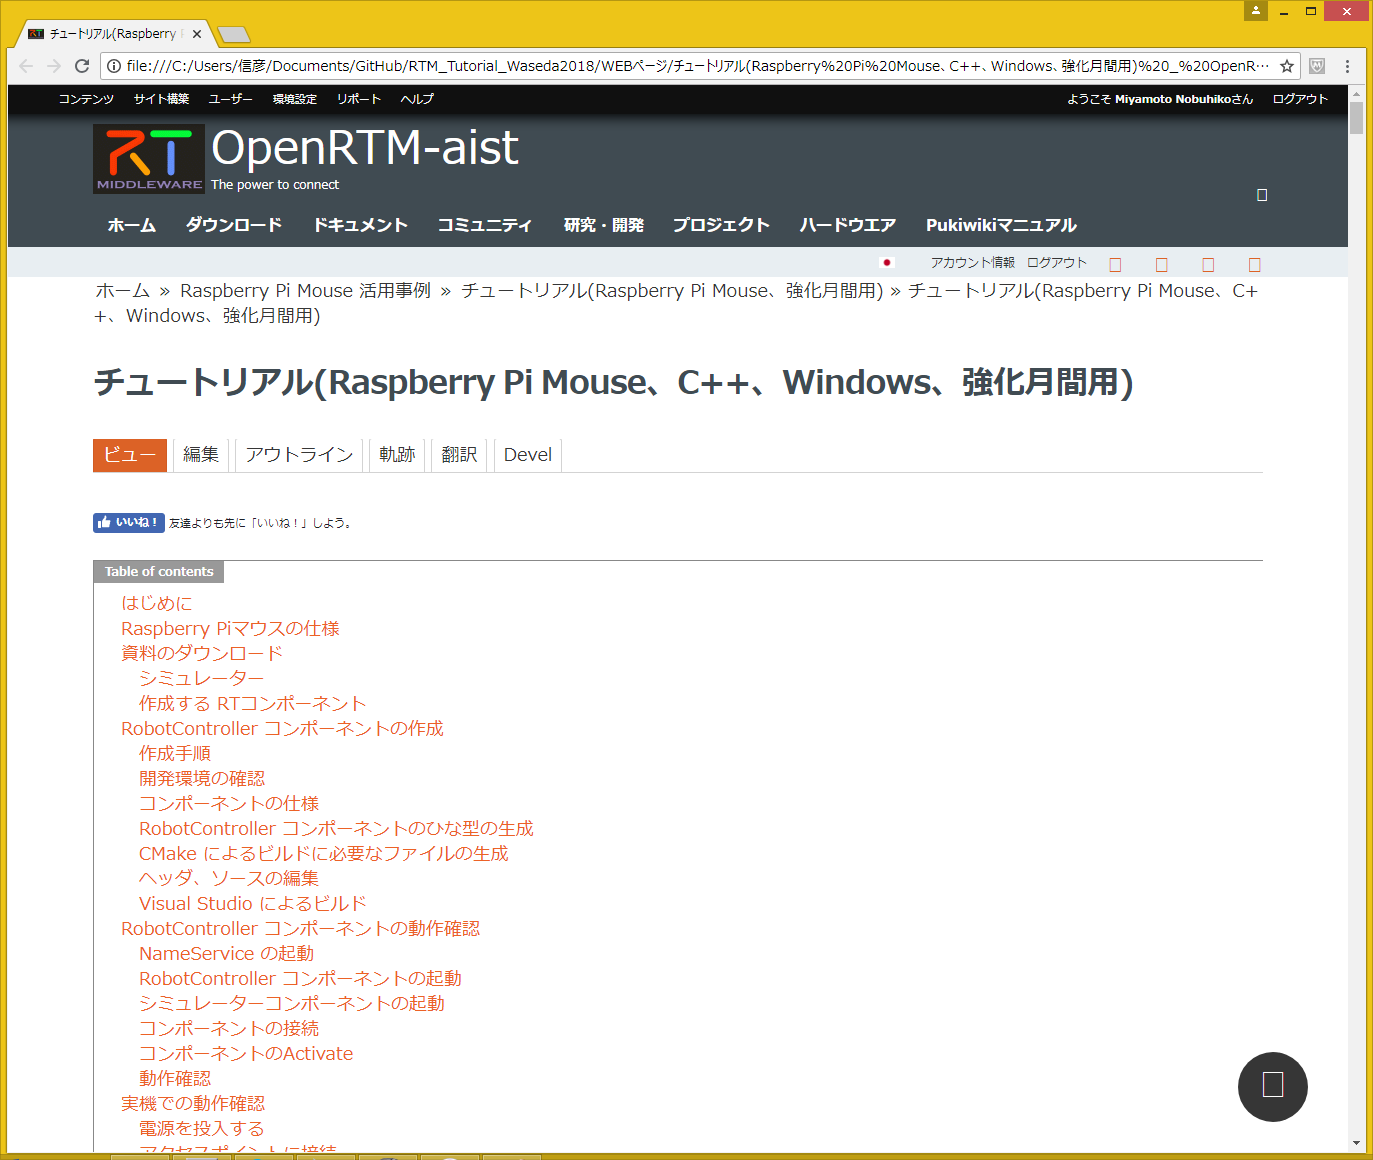 チュートリアル(Raspberry
file:///C:/Users/信彦/Documents/GitHub/RTM_Tutorial_Waseda2018/WEBページ/チュートリアル(Raspberry%20Pi%20Mouse、C++、Windows、強化月間用)%20_%20OpenR…
コンテンツ サイト構築 ユーザー 環境設定 リポート ヘルプ ようこそ Miyamoto Nobuhikoさん ログアウト
RT MIDDLEWARE
OpenRTM-aist
The power to connect
ホーム ダウンロード ドキュメント コミュニティ 研究・開発 プロジェクト ハードウエア Pukiwikiマニュアル
アカウント情報 ログアウト
ホーム » Raspberry Pi Mouse 活用事例 » チュートリアル(Raspberry Pi Mouse、強化月間用) » チュートリアル(Raspberry Pi Mouse、C+
+、Windows、強化月間用)
チュートリアル(Raspberry Pi Mouse、C++、Windows、強化月間用)
ビュー 編集 アウトライン 軌跡 翻訳 Devel
いいね！ 友達よりも先に「いいね！」しよう。
Table of contents
はじめに
Raspberry Piマウスの仕様
資料のダウンロード
シミュレーター
作成する RTコンポーネント
RobotController コンポーネントの作成
作成手順
開発環境の確認
コンポーネントの仕様
RobotController コンポーネントのひな型の生成
CMake によるビルドに必要なファイルの生成
ヘッダ、ソースの編集
Visual Studio によるビルド
RobotController コンポーネントの動作確認
NameService の起動
RobotController コンポーネントの起動
シミュレーターコンポーネントの起動
コンポーネントの接続
コンポーネントのActivate
動作確認
実機での動作確認
電源を投入する
アクセスポイントに接続